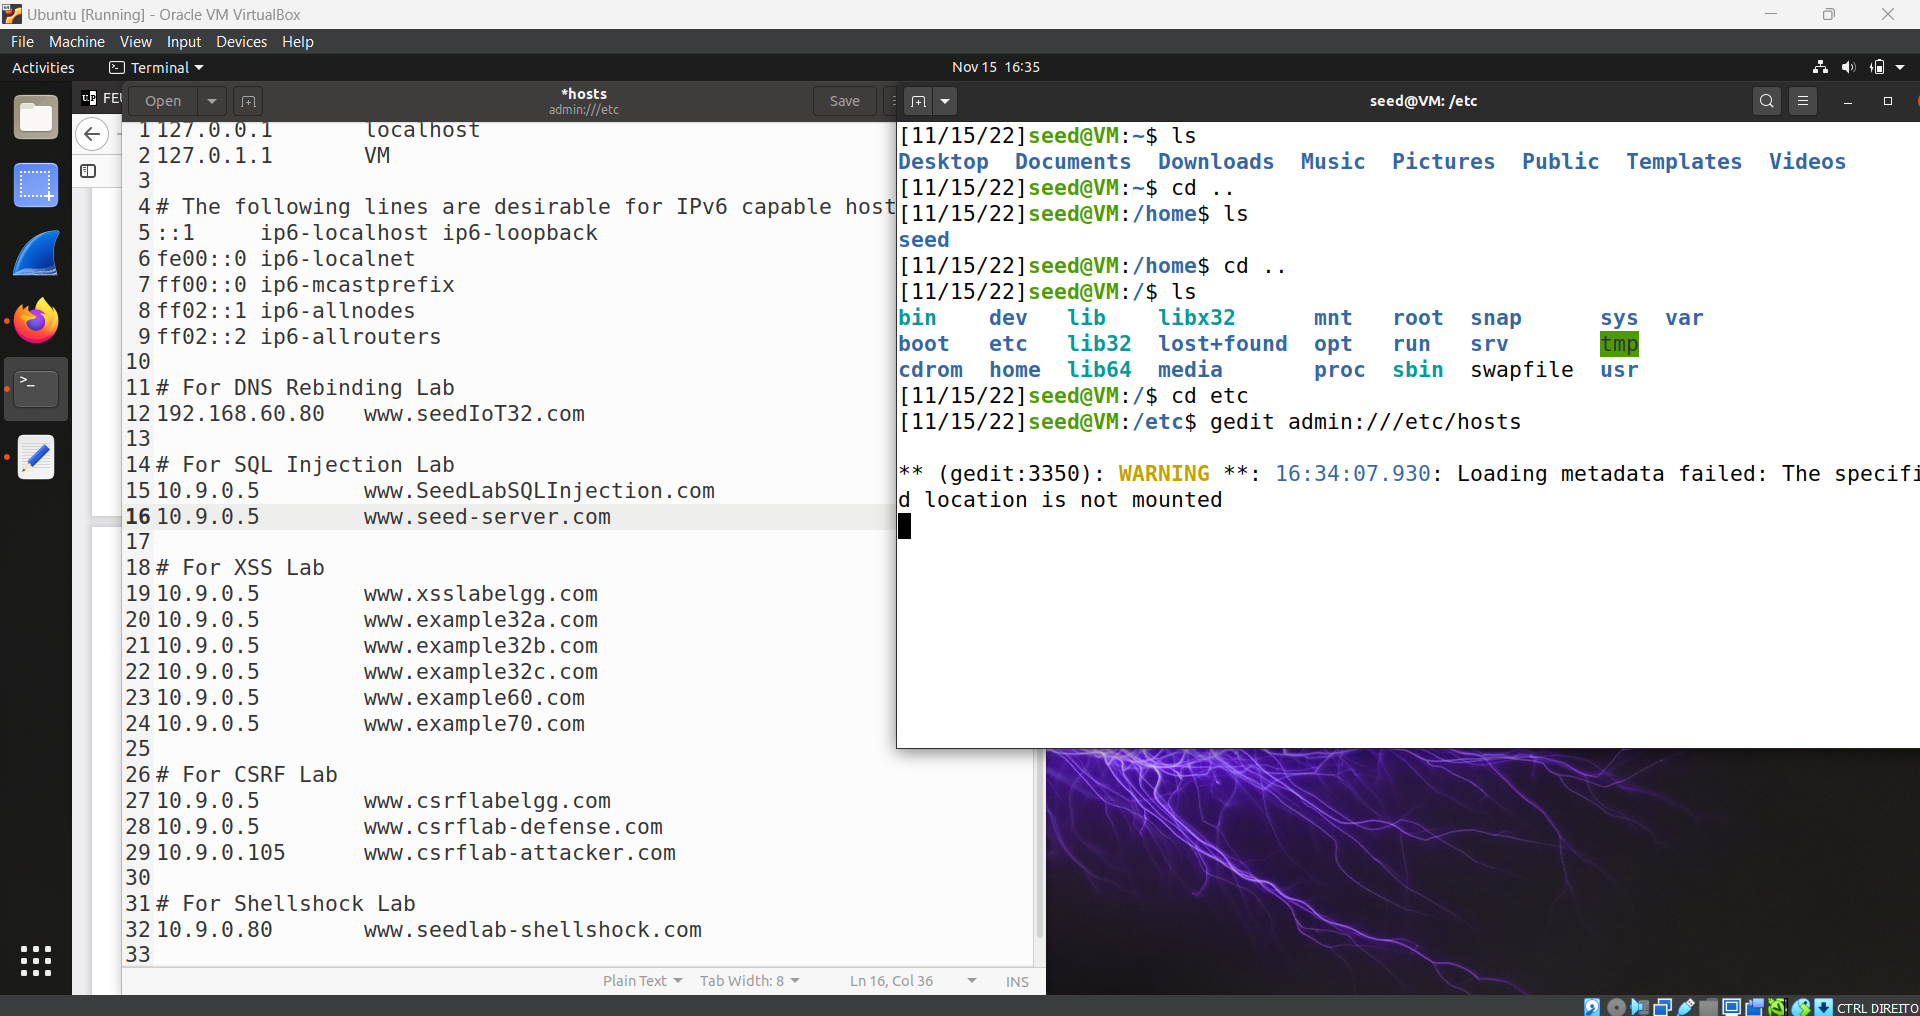 Ubuntu [Running] - Oracle VM VirtualBox
File Machine View Input Devices Help
Activities Terminal Nov 15 16:35
FEU
Open *hosts Save
admin:///etc
1 127.0.0.1 localhost
2 127.0.1.1 VM
3
4 # The following lines are desirable for IPv6 capable host
5 ::1 ip6-localhost ip6-loopback
6 fe00::0 ip6-localnet
7 ff00::0 ip6-mcastprefix
8 ff02::1 ip6-allnodes
9 ff02::2 ip6-allrouters
10
11 # For DNS Rebinding Lab
12 192.168.60.80 www.seedIoT32.com
13
14 # For SQL Injection Lab
15 10.9.0.5 www.SeedLabSQLInjection.com
16 10.9.0.5 www.seed-server.com
17
18 # For XSS Lab
19 10.9.0.5 www.xsslabelgg.com
20 10.9.0.5 www.example32a.com
21 10.9.0.5 www.example32b.com
22 10.9.0.5 www.example32c.com
23 10.9.0.5 www.example60.com
24 10.9.0.5 www.example70.com
25
26 # For CSRF Lab
27 10.9.0.5 www.csrflabelgg.com
28 10.9.0.5 www.csrflab-defense.com
29 10.9.0.105 www.csrflab-attacker.com
30
31 # For Shellshock Lab
32 10.9.0.80 www.seedlab-shellshock.com
33
Plain Text Tab Width: 8 Ln 16, Col 36 INS
seed@VM: /etc
[11/15/22]seed@VM:~$ ls
Desktop Documents Downloads Music Pictures Public Templates Videos
[11/15/22]seed@VM:~$ cd ..
[11/15/22]seed@VM:/home$ ls
seed
[11/15/22]seed@VM:/home$ cd ..
[11/15/22]seed@VM:/$ ls
bin dev lib libx32 mnt root snap sys var
boot etc lib32 lost+found opt run srv tmp
cdrom home lib64 media proc sbin swapfile usr
[11/15/22]seed@VM:/$ cd etc
[11/15/22]seed@VM:/etc$ gedit admin:///etc/hosts
** (gedit:3350): WARNING **: 16:34:07.930: Loading metadata failed: The specifi
d location is not mounted
CTRL DIREITO